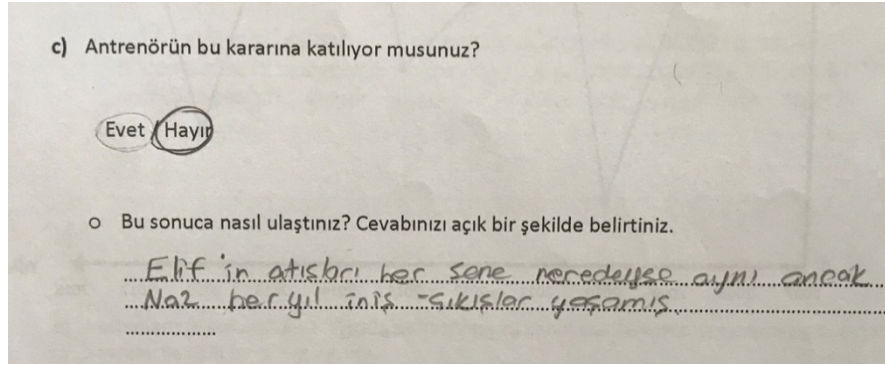 c) Antrenörün bu kararına katılıyor musunuz?
Evet / Hayır
o Bu sonuca nasıl ulaştınız? Cevabınızı açık bir şekilde belirtiniz.
Elif'in atışları her sene neredeyse aynı ancak
Naz her yıl iniş-çıkışlar yaşamış.